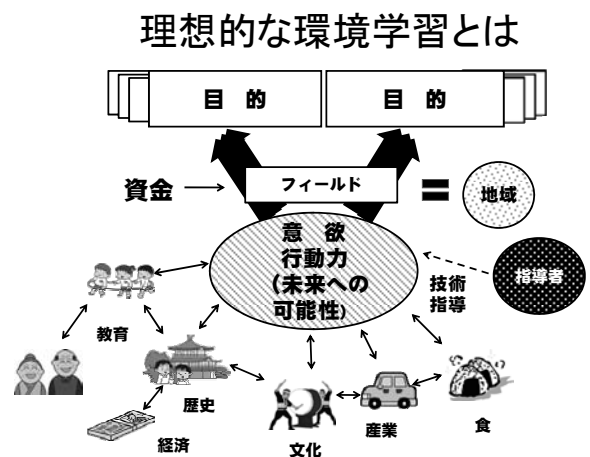 理想的な環境学習とは
目 的
目 的
資金
フィールド
＝
地域
意 欲
行動力
(未来への
可能性)
技術
指導
指導者
教育
歴史
経済
文化
産業
食